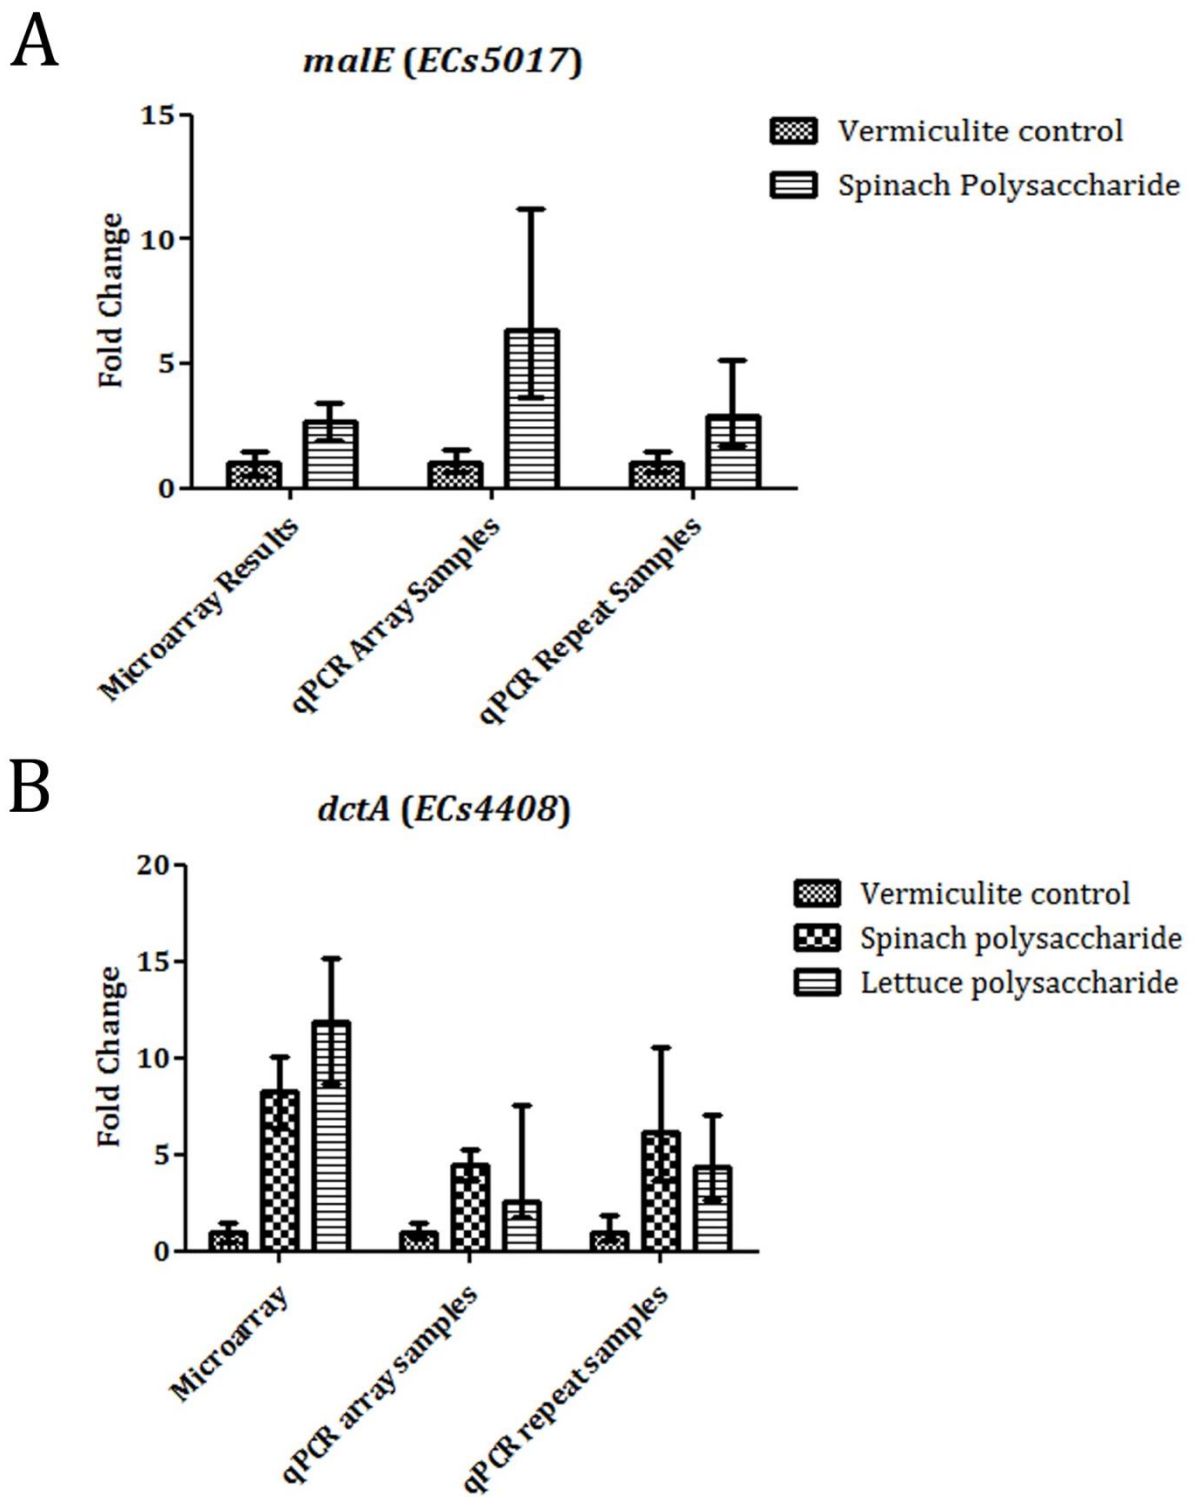 A
malE (ECs5017)
15
10
5
0
Fold Change
Vermiculite control
Spinach Polysaccharide
Microarray Results
qPCR Array Samples
qPCR Repeat Samples
B
dctA (ECs4408)
20
15
10
5
0
Fold Change
Vermiculite control
Spinach polysaccharide
Lettuce polysaccharide
Microarray
qPCR array samples
qPCR repeat samples